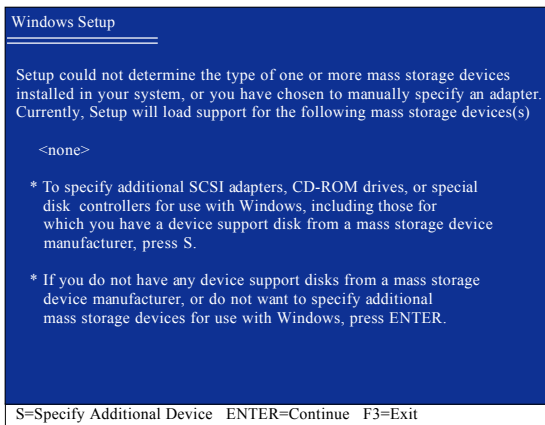 Windows Setup
Setup could not determine the type of one or more mass storage devices
installed in your system, or you have chosen to manually specify an adapter.
Currently, Setup will load support for the following mass storage devices(s)
<none>
* To specify additional SCSI adapters, CD-ROM drives, or special
disk controllers for use with Windows, including those for
which you have a device support disk from a mass storage device
manufacturer, press S.
* If you do not have any device support disks from a mass storage
device manufacturer, or do not want to specify additional
mass storage devices for use with Windows, press ENTER.
S=Specify Additional Device ENTER=Continue F3=Exit